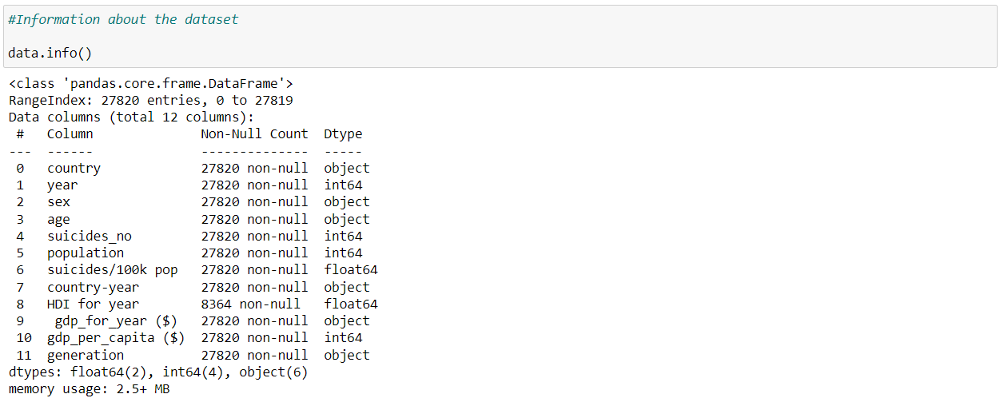 #Information about the dataset
data.info()
<class 'pandas.core.frame.DataFrame'>
RangeIndex: 27820 entries, 0 to 27819
Data columns (total 12 columns):
 #   Column              Non-Null Count  Dtype
---  ------              --------------  -----
 0   country             27820 non-null  object
 1   year                27820 non-null  int64
 2   sex                 27820 non-null  object
 3   age                 27820 non-null  object
 4   suicides_no         27820 non-null  int64
 5   population          27820 non-null  int64
 6   suicides/100k pop   27820 non-null  float64
 7   country-year        27820 non-null  object
 8   HDI for year        8364 non-null   float64
 9    gdp_for_year ($)   27820 non-null  object
 10  gdp_per_capita ($)  27820 non-null  int64
 11  generation          27820 non-null  object
dtypes: float64(2), int64(4), object(6)
memory usage: 2.5+ MB